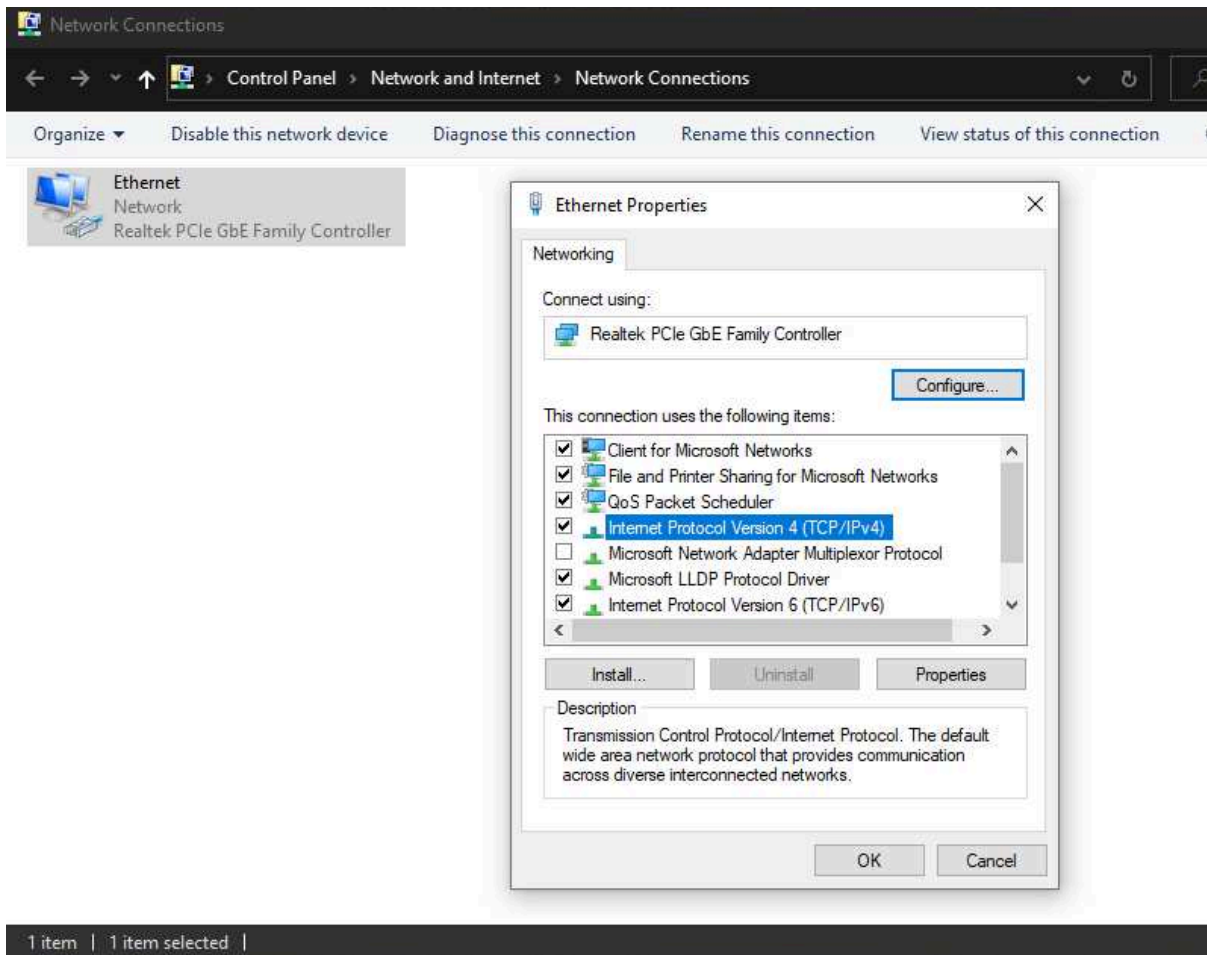 Network Connections
Control Panel > Network and Internet > Network Connections
Organize Disable this network device Diagnose this connection Rename this connection View status of this connection
Ethernet
Network
Realtek PCIe GbE Family Controller
Ethernet Properties
Networking
Connect using:
Realtek PCIe GbE Family Controller
Configure...
This connection uses the following items:
Client for Microsoft Networks
File and Printer Sharing for Microsoft Networks
QoS Packet Scheduler
Internet Protocol Version 4 (TCP/IPv4)
Microsoft Network Adapter Multiplexor Protocol
Microsoft LLDP Protocol Driver
Internet Protocol Version 6 (TCP/IPv6)
Install... Uninstall Properties
Description
Transmission Control Protocol/Internet Protocol. The default
wide area network protocol that provides communication
across diverse interconnected networks.
OK Cancel
1 item | 1 item selected |